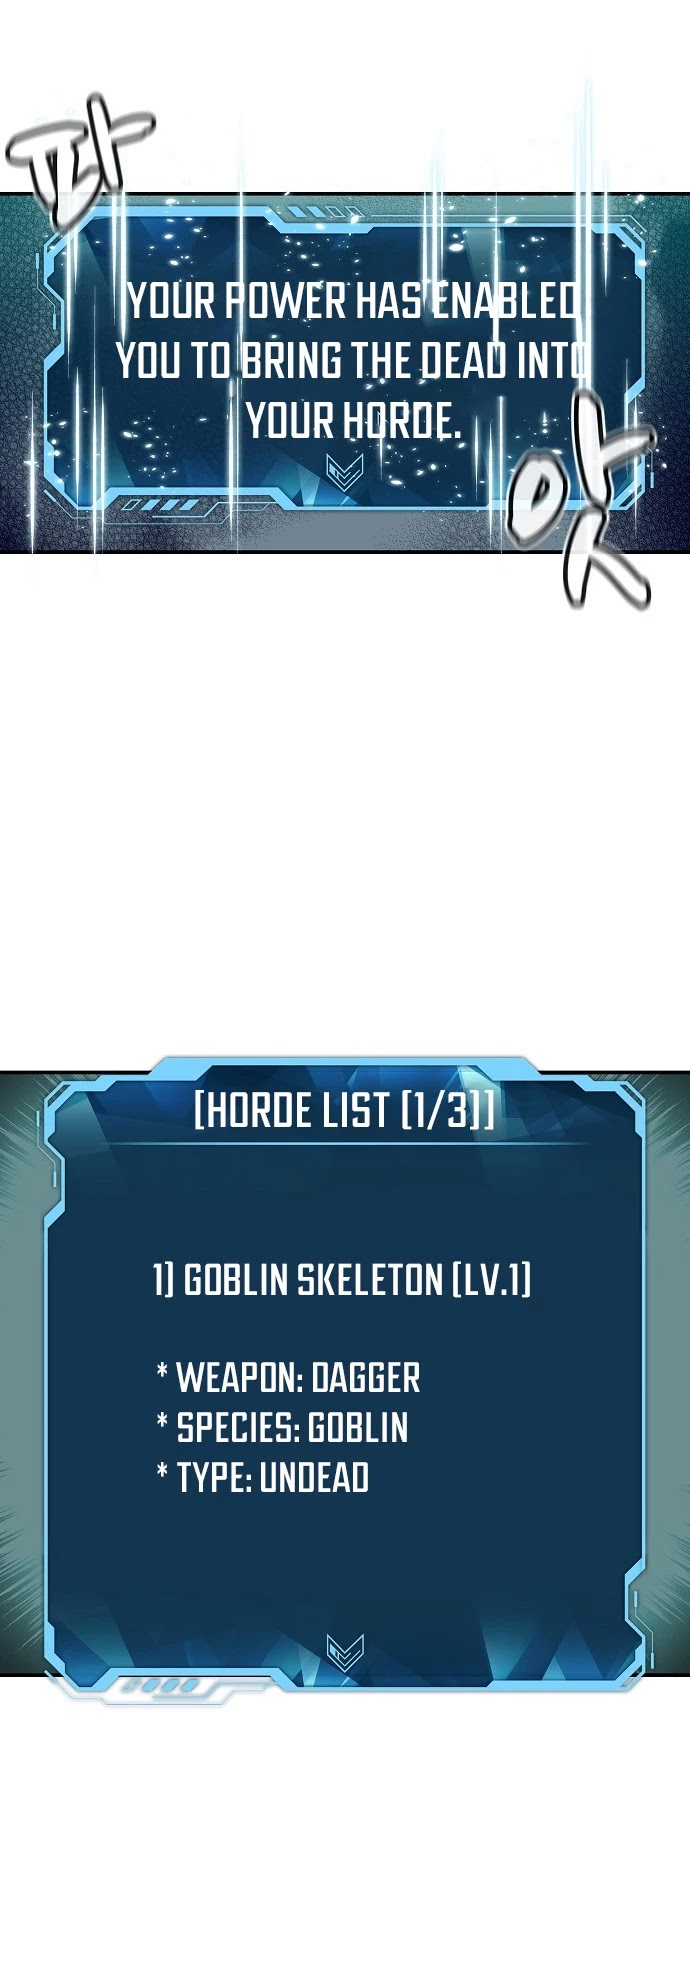 파
YOUR POWER HAS ENABLED
YOU TO BRING THE DEAD INTO
YOUR HORDE.
앗
[HORDE LIST (1/3)]
1) GOBLIN SKELETON (LV.1)
* WEAPON: DAGGER
* SPECIES: GOBLIN
* TYPE: UNDEAD